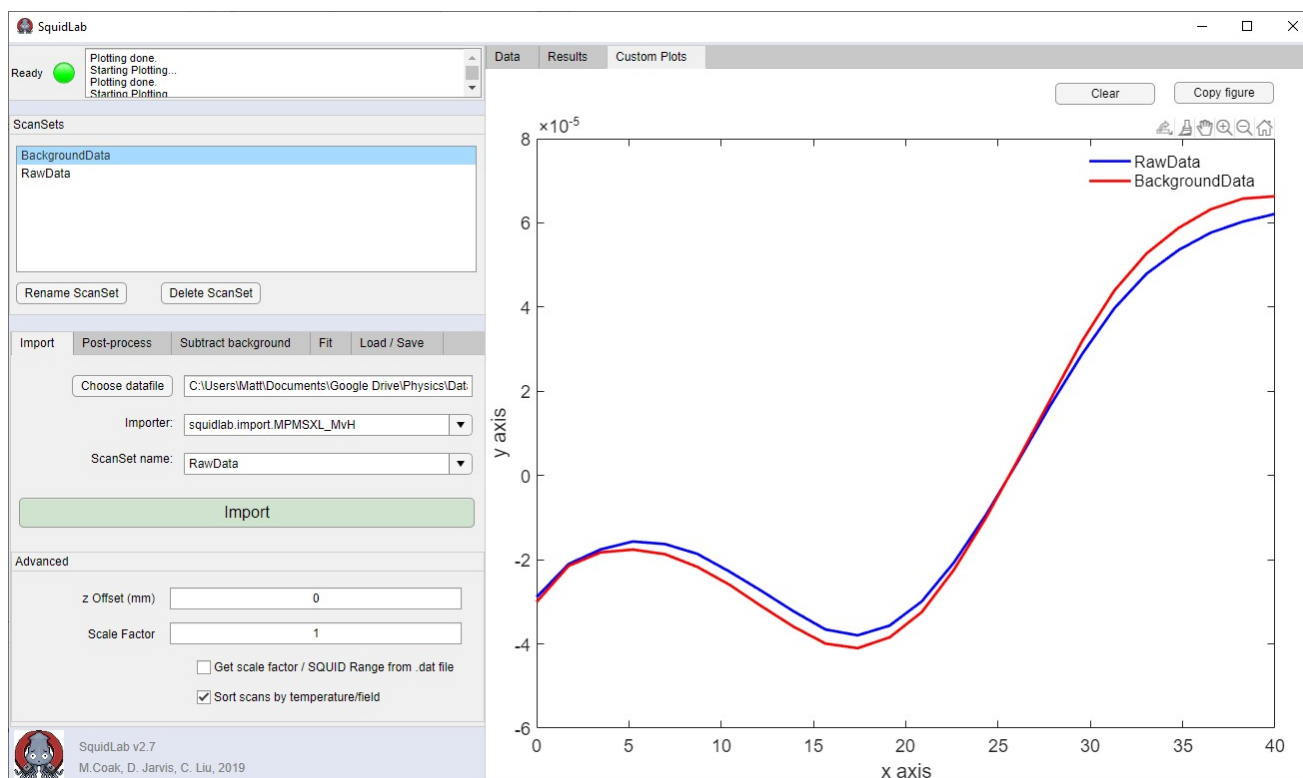 SquidLab
Ready
Plotting done.
Starting Plotting...
Plotting done.
Starting Plotting
ScanSets
BackgroundData
RawData
Rename ScanSet Delete ScanSet
Import Post-process Subtract background Fit Load / Save
Choose datafile C:\Users\Matt\Documents\Google Drive\Physics\Dat
Importer: squidlab.import.MPMSXL_MvH
ScanSet name: RawData
Import
Advanced
z Offset (mm) 0
Scale Factor 1
Get scale factor / SQUID Range from .dat file
Sort scans by temperature/field
SquidLab v2.7
M.Coak, D. Jarvis, C. Liu, 2019
Data Results Custom Plots
Clear Copy figure
×10⁻⁵
RawData
BackgroundData
8
6
4
2
0
-2
-4
-6
y axis
0 5 10 15 20 25 30 35 40
x axis